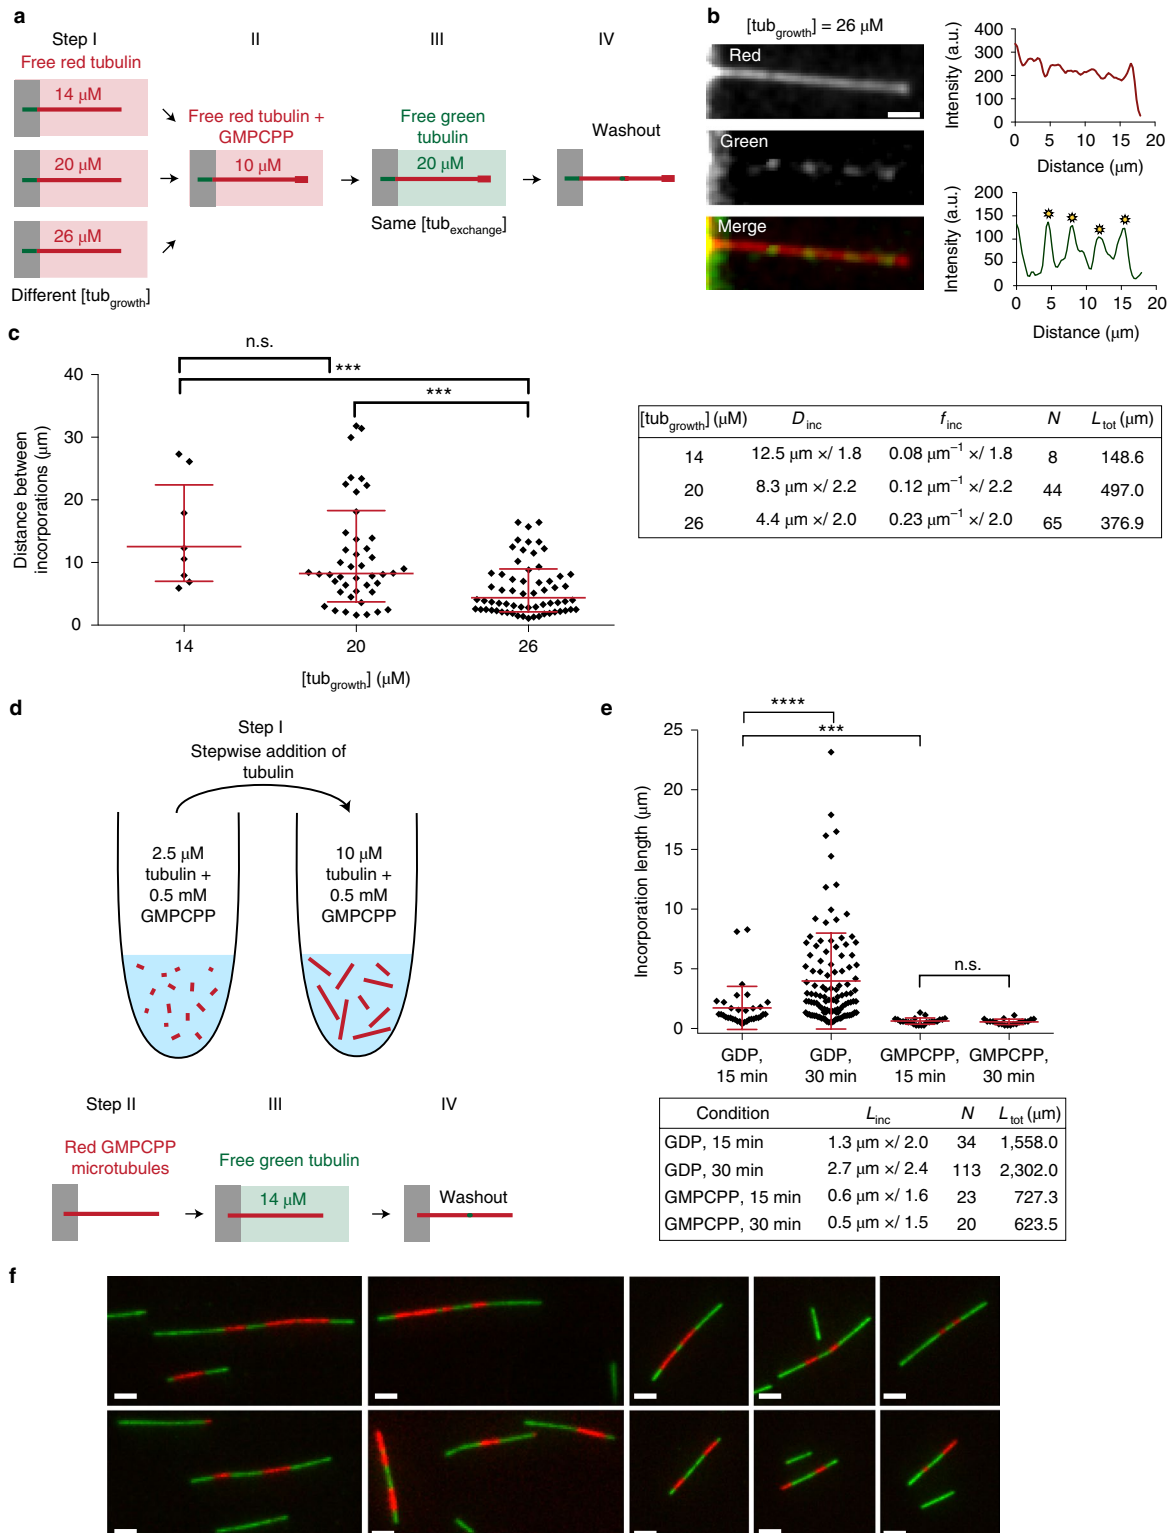 a
Step I
II
III
IV
Free red tubulin
14 μM
20 μM
26 μM
Different [tub_growth]
Free red tubulin +
GMPCPP
10 μM
Free green
tubulin
20 μM
Same [tub_exchange]
Washout
b
[tub_growth] = 26 μM
Red
Green
Merge
Intensity (a.u.)
400
300
200
100
0
0 5 10 15 20
Distance (μm)
Intensity (a.u.)
200
150
100
50
0
0 5 10 15 20
Distance (μm)
c
n.s.
***
***
Distance between
incorporations (μm)
40
30
20
10
0
14 20 26
[tub_growth] (μM)
[tub_growth] (μM) D_inc f_inc N L_tot (μm)
14 12.5 μm ×/ 1.8 0.08 μm⁻¹ ×/ 1.8 8 148.6
20 8.3 μm ×/ 2.2 0.12 μm⁻¹ ×/ 2.2 44 497.0
26 4.4 μm ×/ 2.0 0.23 μm⁻¹ ×/ 2.0 65 376.9
d
Step I
Stepwise addition of
tubulin
2.5 μM
tubulin +
0.5 mM
GMPCPP
10 μM
tubulin +
0.5 mM
GMPCPP
Step II
III
IV
Red GMPCPP
microtubules
Free green tubulin
14 μM
Washout
e
****
***
n.s.
Incorporation length (μm)
25
20
15
10
5
0
GDP,
15 min
GDP,
30 min
GMPCPP,
15 min
GMPCPP,
30 min
Condition L_inc N L_tot (μm)
GDP, 15 min 1.3 μm ×/ 2.0 34 1,558.0
GDP, 30 min 2.7 μm ×/ 2.4 113 2,302.0
GMPCPP, 15 min 0.6 μm ×/ 1.6 23 727.3
GMPCPP, 30 min 0.5 μm ×/ 1.5 20 623.5
f